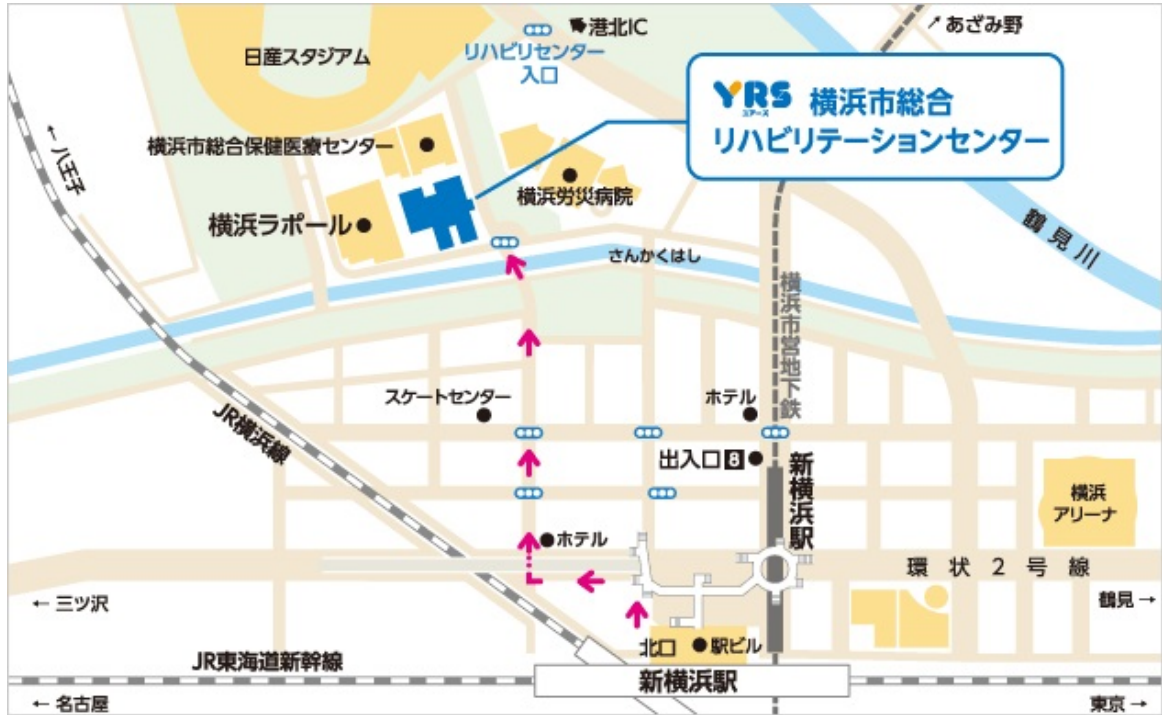 港北IC
リハビリセンター
入口
あざみ野
日産スタジアム
YRS
ユアーズ
横浜市総合
リハビリテーションセンター
八王子
横浜市総合保健医療センター
横浜労災病院
横浜ラポール
鶴見川
さんかくはし
横浜市営地下鉄
スケートセンター
ホテル
JR横浜線
出入口8
新横浜駅
横浜
アリーナ
ホテル
環状2号線
← 三ツ沢
鶴見 →
北口
駅ビル
JR東海道新幹線
新横浜駅
← 名古屋
東京 →